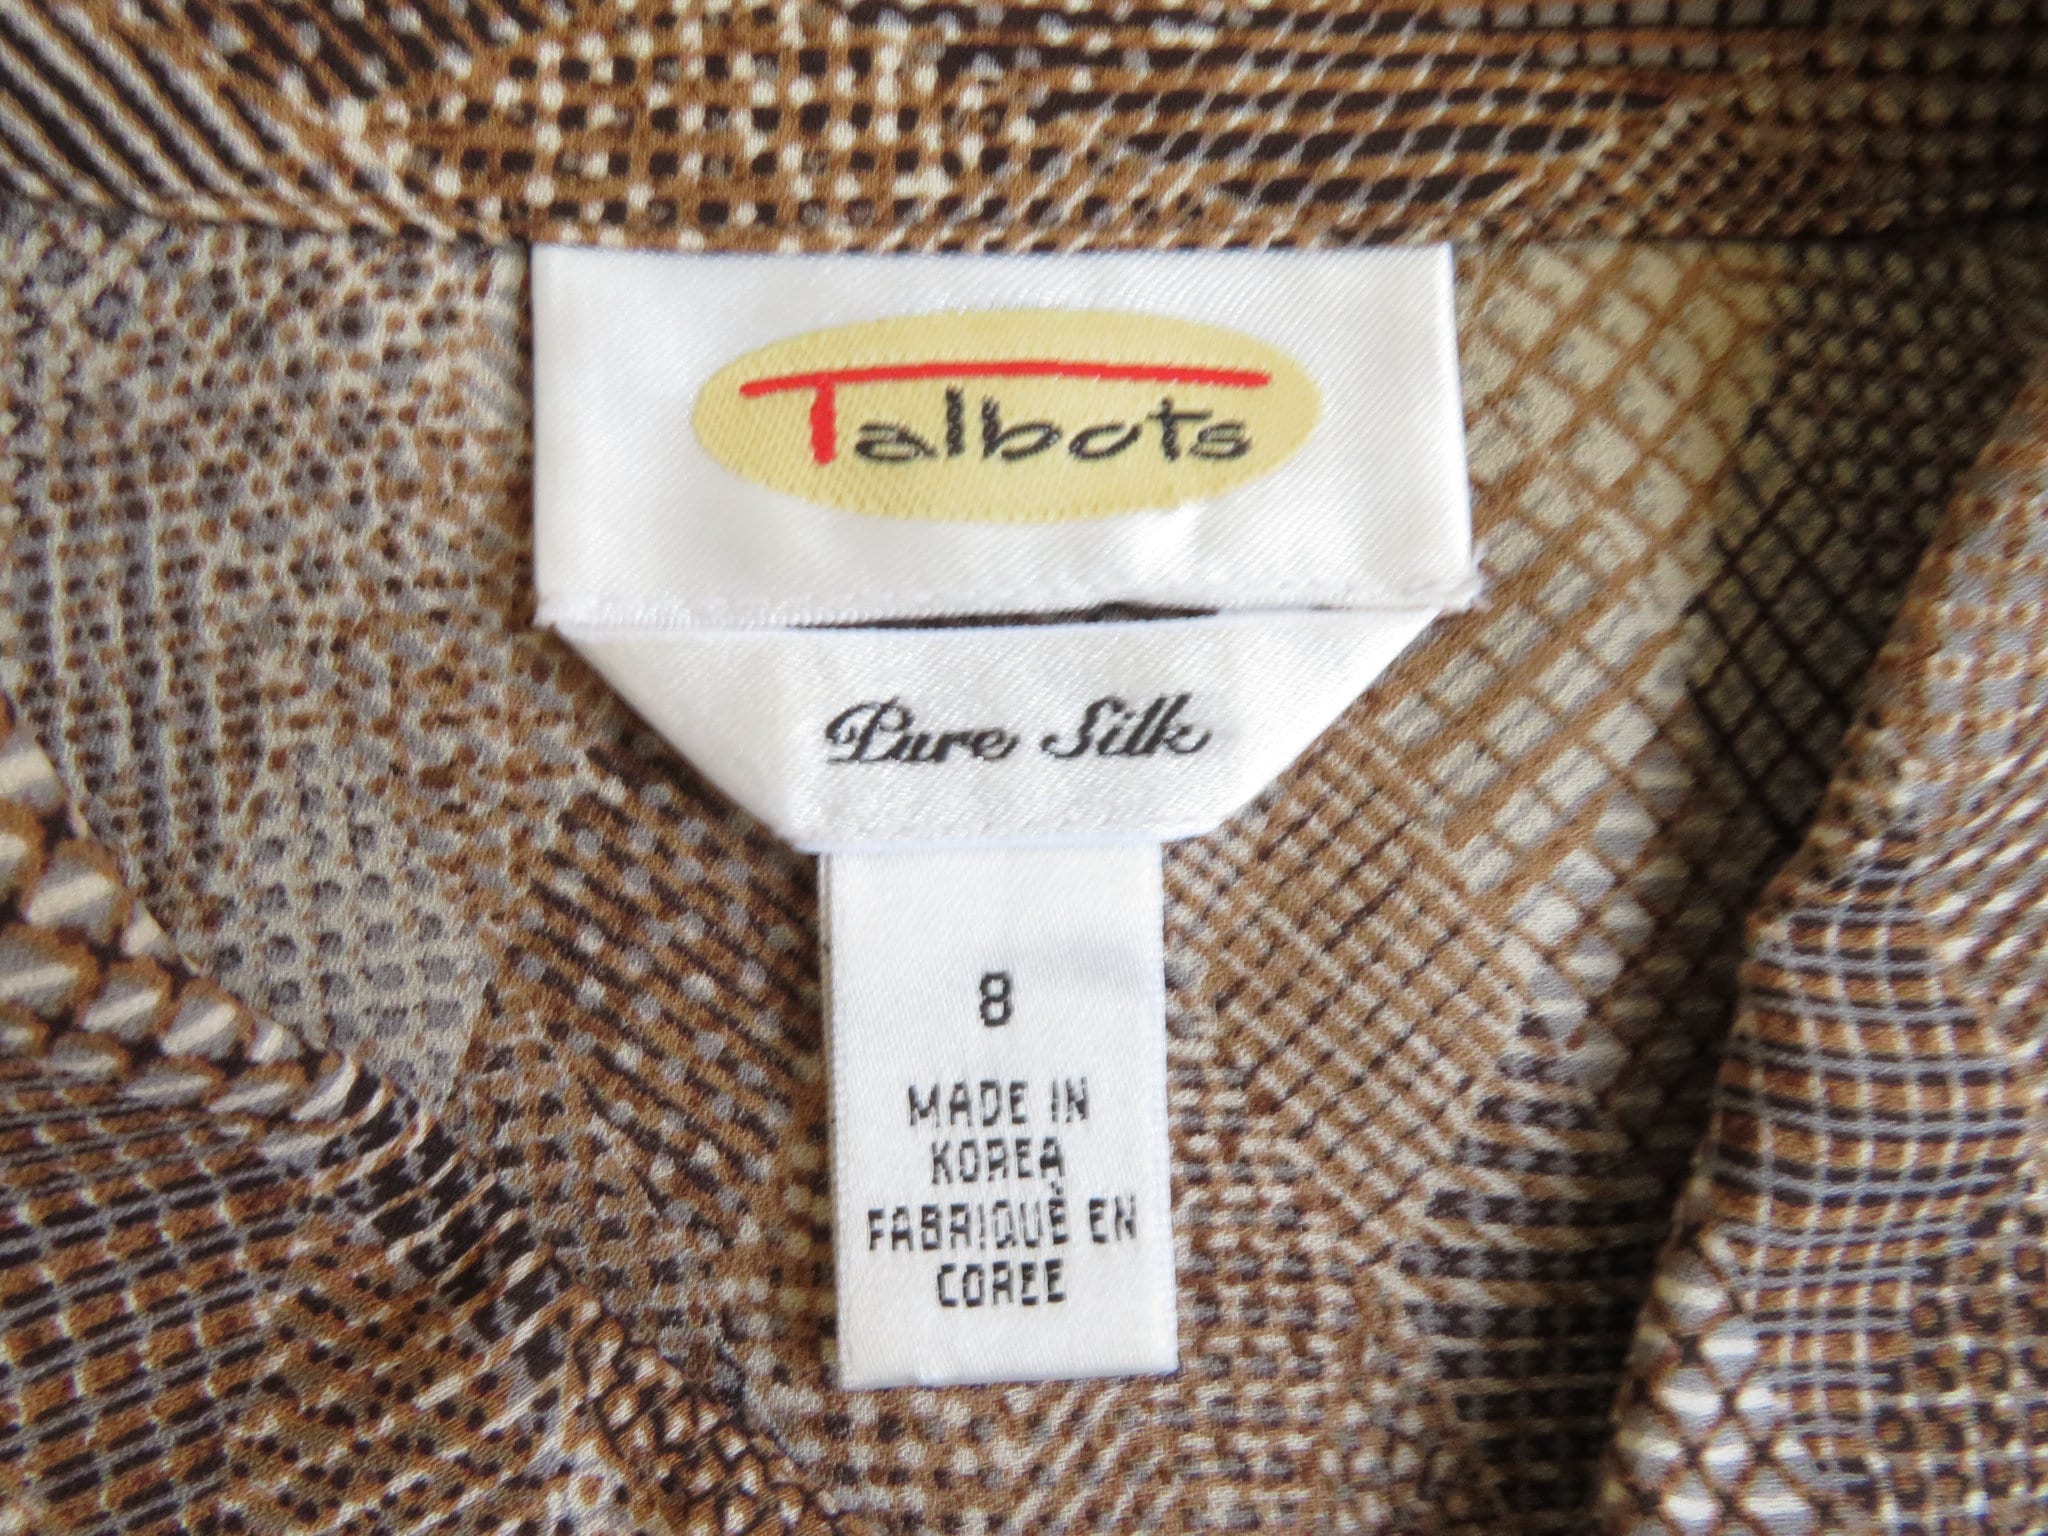 Talbots
Pure Silk
8
MADE IN
KOREA
FABRIQUÉ EN
COREE